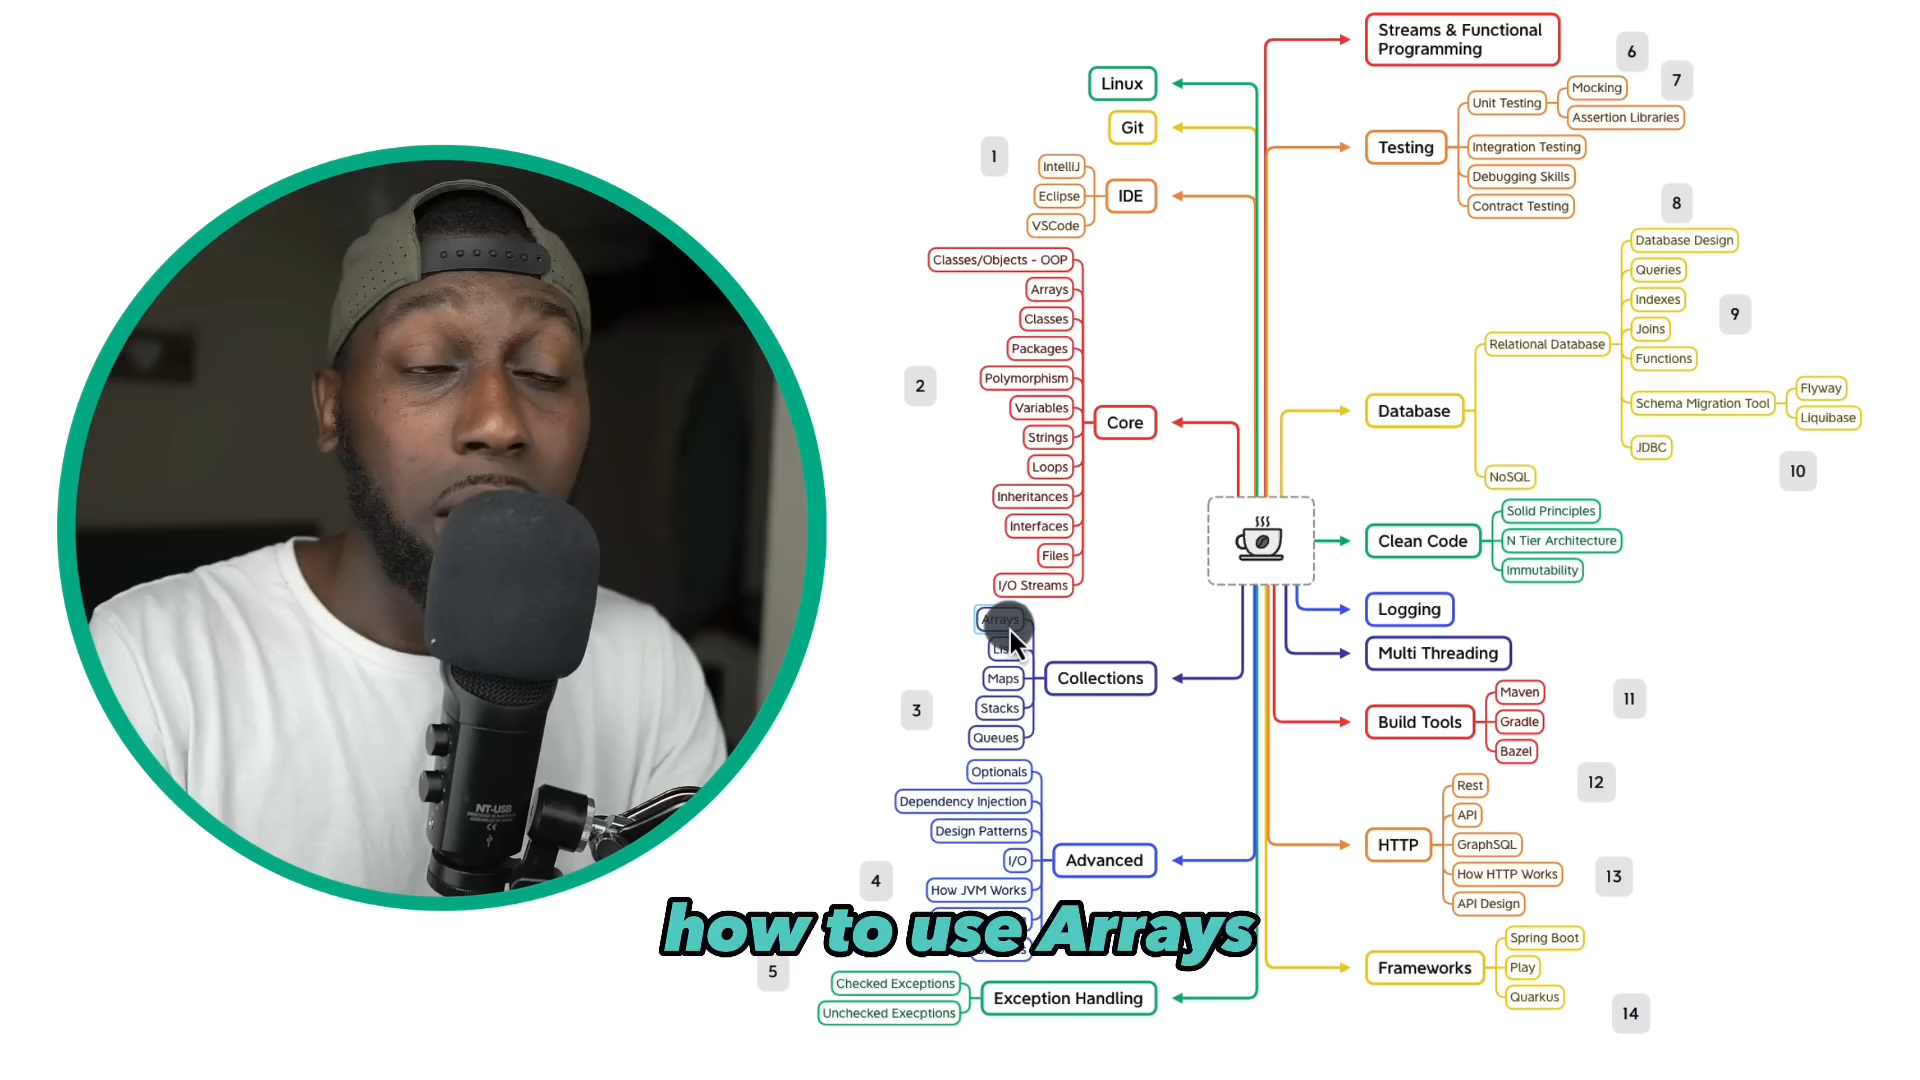 Linux
Git
1
IntelliJ
Eclipse
VSCode
IDE
Classes/Objects - OOP
Arrays
Classes
Packages
Polymorphism
Variables
Strings
Loops
Inheritances
Interfaces
Files
I/O Streams
2
Core
Arrays
Maps
Stacks
Queues
3
Collections
Optionals
Dependency Injection
Design Patterns
I/O
How JVM Works
4
Advanced
how to use Arrays
5
Checked Exceptions
Unchecked Execptions
Exception Handling
NT-USB
Streams & Functional
Programming
6
7
Testing
Unit Testing
Mocking
Assertion Libraries
Integration Testing
Debugging Skills
Contract Testing
8
Database
Relational Database
Database Design
Queries
Indexes
9
Joins
Functions
Schema Migration Tool
Flyway
Liquibase
JDBC
10
NoSQL
Clean Code
Solid Principles
N Tier Architecture
Immutability
Logging
Multi Threading
11
Build Tools
Maven
Gradle
Bazel
12
HTTP
Rest
API
GraphSQL
How HTTP Works
API Design
13
Frameworks
Spring Boot
Play
Quarkus
14